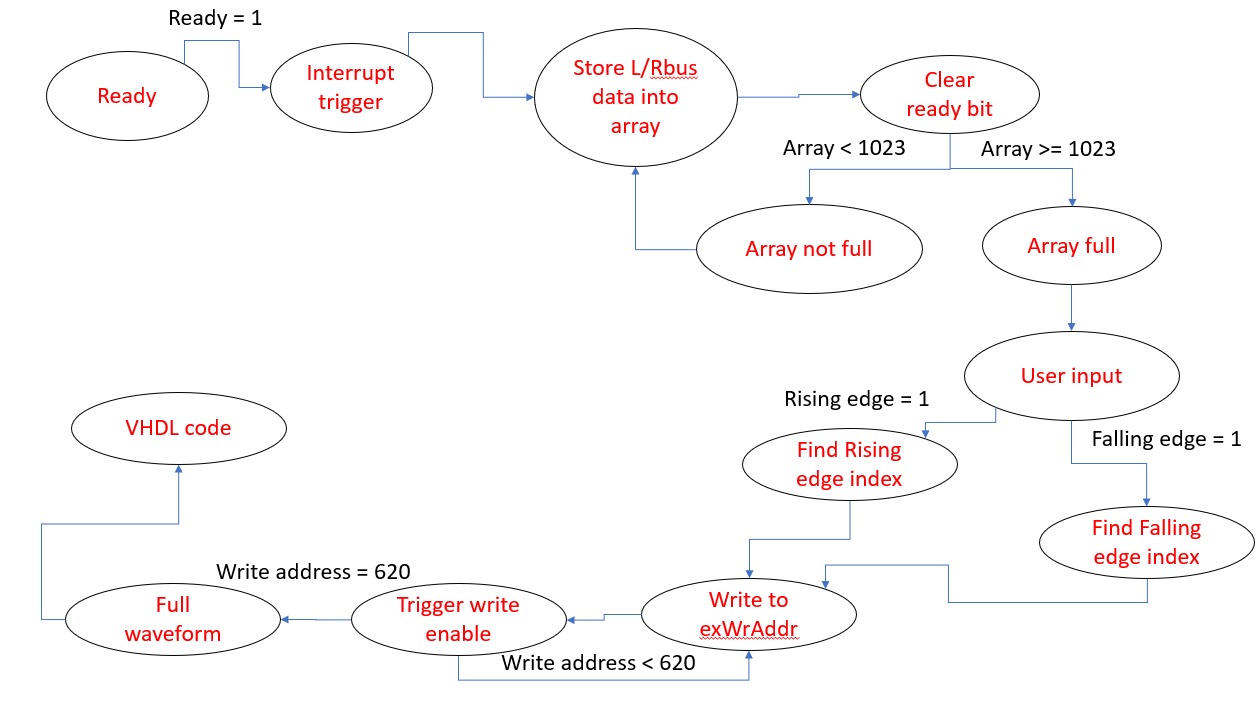 Ready = 1
Ready
Interrupt
trigger
Store L/Rbus
data into
array
Clear
ready bit
Array < 1023
Array >= 1023
Array not full
Array full
User input
Rising edge = 1
Falling edge = 1
Find Rising
edge index
Find Falling
edge index
VHDL code
Write address = 620
Full
waveform
Trigger write
enable
Write to
exWrAddr
Write address < 620